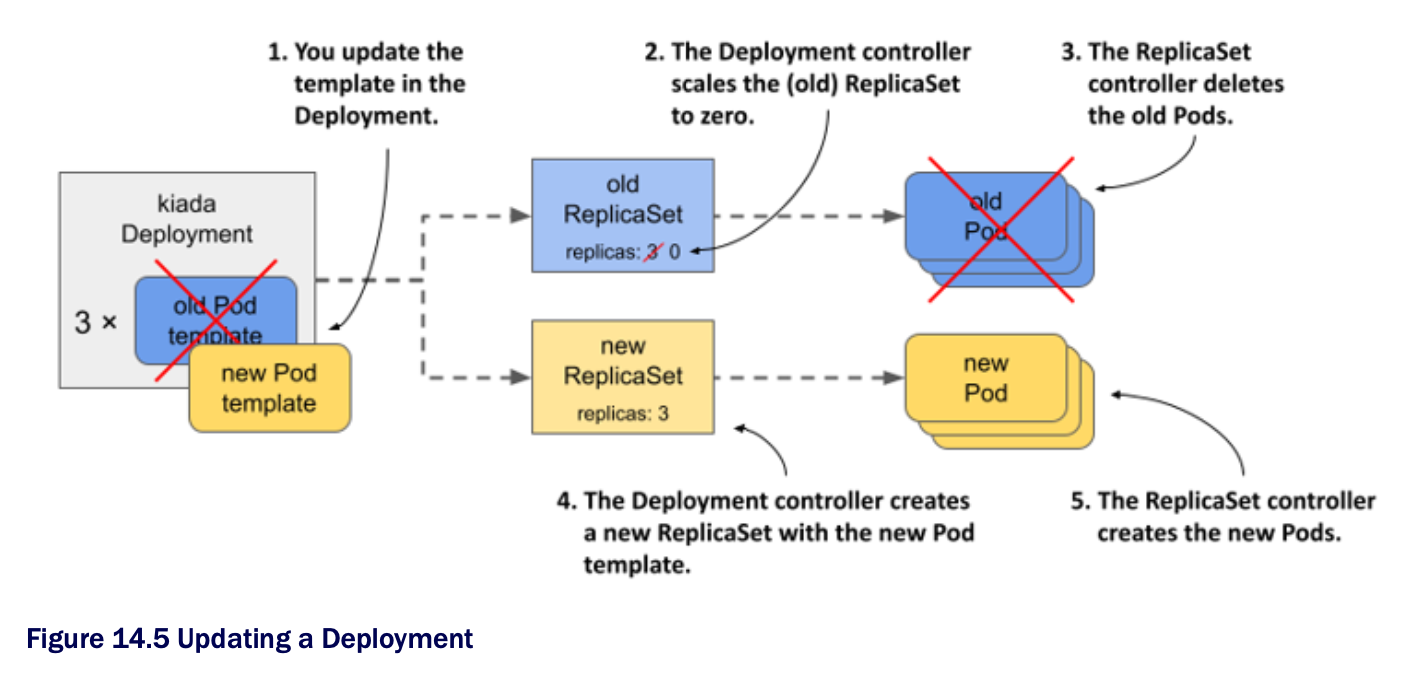 1. You update the
template in the
Deployment.
2. The Deployment controller
scales the (old) ReplicaSet
to zero.
3. The ReplicaSet
controller deletes
the old Pods.
kiada
Deployment
3 ×
old Pod
template
new Pod
template
old
ReplicaSet
replicas: 3 0
old
Pod
new
ReplicaSet
replicas: 3
new
Pod
4. The Deployment controller creates
a new ReplicaSet with the new Pod
template.
5. The ReplicaSet controller
creates the new Pods.
Figure 14.5 Updating a Deployment